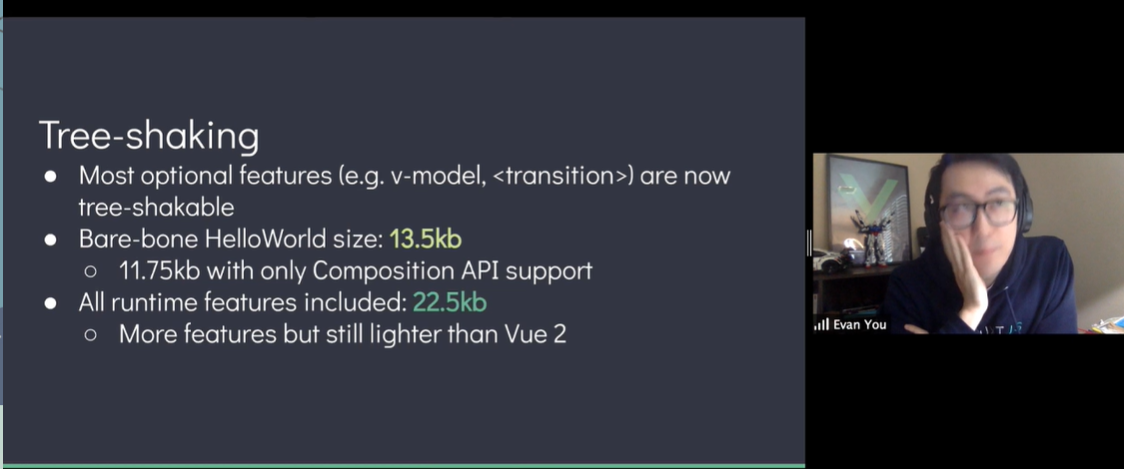 Tree-shaking
● Most optional features (e.g. v-model, <transition>) are now
tree-shakable
● Bare-bone HelloWorld size: 13.5kb
○ 11.75kb with only Composition API support
● All runtime features included: 22.5kb
○ More features but still lighter than Vue 2
Evan You